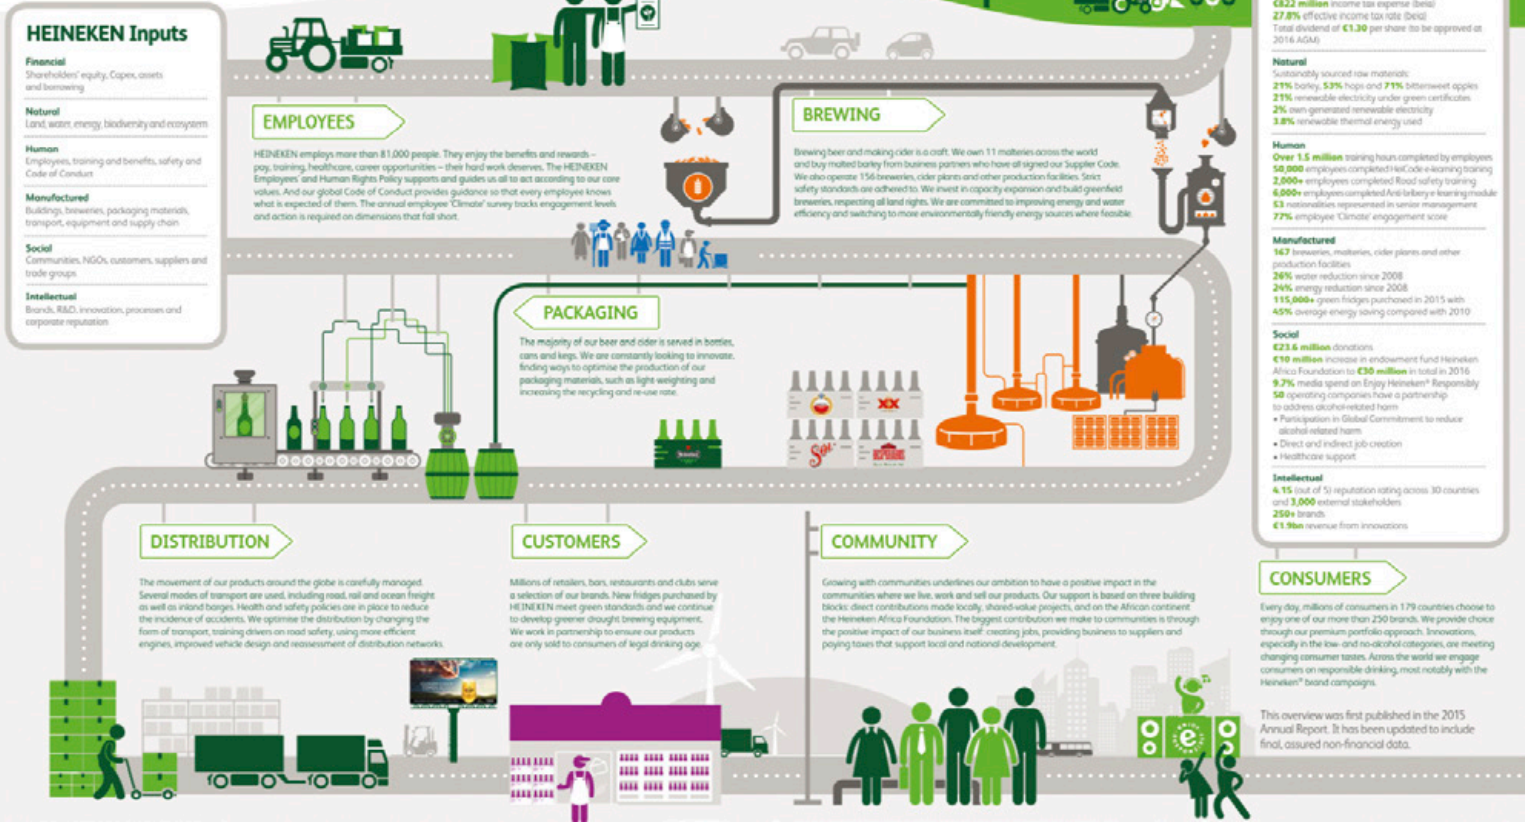 HEINEKEN Inputs
Financial
Shareholders' equity, Capex, assets
and borrowing
Natural
Land, water, energy, biodiversity and ecosystem
Human
Employees, training and benefits, safety and
Code of Conduct
Manufactured
Buildings, breweries, packaging materials,
transport, equipment and supply chain
Social
Communities, NGOs, customers, suppliers and
trade groups
Intellectual
Brands, R&D, innovation, processes and
corporate reputation
EMPLOYEES
HEINEKEN employs more than 81,000 people. They enjoy the benefits and rewards –
pay, training, healthcare, career opportunities – their hard work deserves. The HEINEKEN
Employees' and Human Rights Policy supports and guides us all to act according to our core
values. And our global Code of Conduct provides guidance so that every employee knows
what is expected of them. The annual employee 'Climate' survey tracks engagement levels
and action is required on dimensions that fall short.
BREWING
Brewing beer and making cider is a craft. We own 11 malteries across the world
and buy malted barley from business partners who have all signed our Supplier Code.
We also operate 156 breweries, cider plants and other production facilities. Strict
safety standards are adhered to. We invest in capacity expansion and build greenfield
breweries, respecting all land rights. We are committed to improving energy and water
efficiency and switching to more environmentally friendly energy sources where feasible.
PACKAGING
The majority of our beer and cider is served in bottles,
cans and kegs. We are constantly looking to innovate,
finding ways to optimise the production of our
packaging materials, such as light-weighting and
increasing the recycling and re-use rate.
Heineken
XX
Sol
DESPERADOS
DISTRIBUTION
The movement of our products around the globe is carefully managed.
Several modes of transport are used, including road, rail and ocean freight
as well as inland barges. Health and safety policies are in place to reduce
the incidence of accidents. We optimise the distribution by changing the
form of transport, training drivers on road safety, using more efficient
engines, improved vehicle design and reassessment of distribution networks.
CUSTOMERS
Millions of retailers, bars, restaurants and clubs serve
a selection of our brands. New fridges purchased by
HEINEKEN meet green standards and we continue
to develop greener draught brewing equipment.
We work in partnership to ensure our products
are only sold to consumers of legal drinking age.
COMMUNITY
Growing with communities underlines our ambition to have a positive impact in the
communities where we live, work and sell our products. Our support is based on three building
blocks: direct contributions made locally, shared-value projects, and on the African continent
the Heineken Africa Foundation. The biggest contribution we make to communities is through
the positive impact of our business itself: creating jobs, providing business to suppliers and
paying taxes that support local and national development.
€822 million income tax expense (beia)
27.8% effective income tax rate (beia)
Total dividend of €1.30 per share (to be approved at
2016 AGM)
Natural
Sustainably sourced raw materials:
21% barley, 53% hops and 71% bittersweet apples
21% renewable electricity under green certificates
2% own-generated renewable electricity
3.8% renewable thermal energy used
Human
Over 1.5 million training hours completed by employees
50,000 employees completed HeiCode e-learning training
2,000+ employees completed Road safety training
6,000+ employees completed Anti-bribery e-learning module
53 nationalities represented in senior management
77% employee 'Climate' engagement score
Manufactured
167 breweries, malteries, cider plants and other
production facilities
26% water reduction since 2008
24% energy reduction since 2008
115,000+ green fridges purchased in 2015 with
45% average energy saving compared with 2010
Social
€23.6 million donations
€10 million increase in endowment fund Heineken
Africa Foundation to €30 million in total in 2016
9.7% media spend on Enjoy Heineken® Responsibly
50 operating companies have a partnership
to address alcohol-related harm
• Participation in Global Commitment to reduce
alcohol-related harm
• Direct and indirect job creation
• Healthcare support
Intellectual
4.15 (out of 5) reputation rating across 30 countries
and 3,000 external stakeholders
250+ brands
€1.9bn revenue from innovations
CONSUMERS
Every day, millions of consumers in 179 countries choose to
enjoy one of our more than 250 brands. We provide choice
through our premium portfolio approach. Innovations,
especially in the low- and no-alcohol categories, are meeting
changing consumer tastes. Across the world we engage
consumers on responsible drinking, most notably with the
Heineken® brand campaigns.
This overview was first published in the 2015
Annual Report. It has been updated to include
final, assured non-financial data.